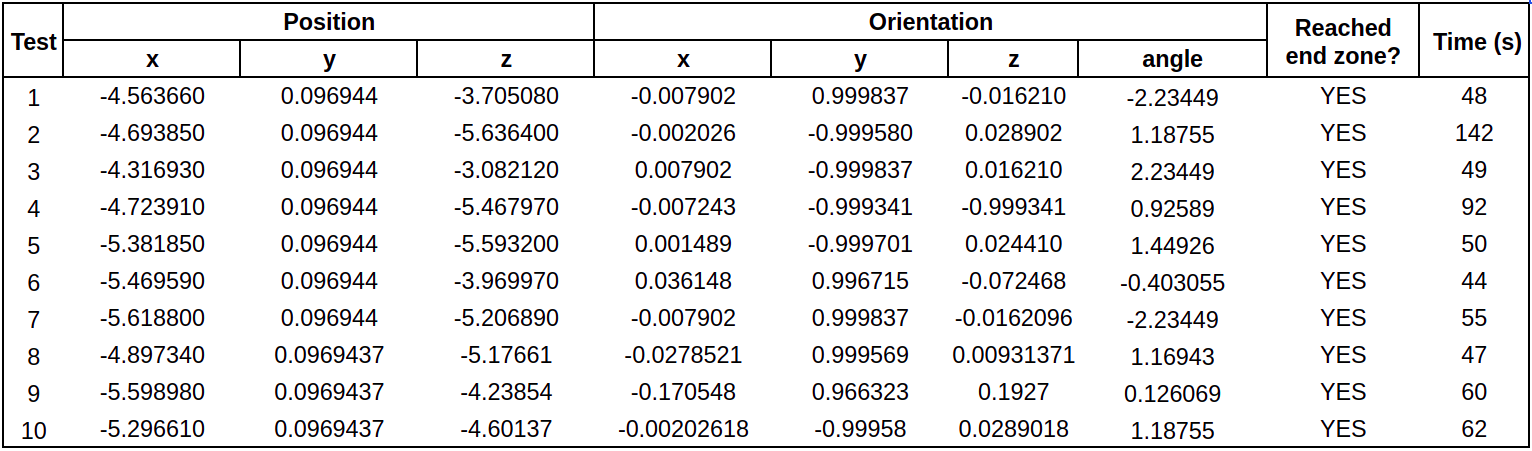 Test Position Orientation Reached end zone? Time (s)
x y z x y z angle
1 -4.563660 0.096944 -3.705080 -0.007902 0.999837 -0.016210 -2.23449 YES 48
2 -4.693850 0.096944 -5.636400 -0.002026 -0.999580 0.028902 1.18755 YES 142
3 -4.316930 0.096944 -3.082120 0.007902 -0.999837 0.016210 2.23449 YES 49
4 -4.723910 0.096944 -5.467970 -0.007243 -0.999341 -0.999341 0.92589 YES 92
5 -5.381850 0.096944 -5.593200 0.001489 -0.999701 0.024410 1.44926 YES 50
6 -5.469590 0.096944 -3.969970 0.036148 0.996715 -0.072468 -0.403055 YES 44
7 -5.618800 0.096944 -5.206890 -0.007902 0.999837 -0.0162096 -2.23449 YES 55
8 -4.897340 0.0969437 -5.17661 -0.0278521 0.999569 0.00931371 1.16943 YES 47
9 -5.598980 0.0969437 -4.23854 -0.170548 0.966323 0.1927 0.126069 YES 60
10 -5.296610 0.0969437 -4.60137 -0.00202618 -0.99958 0.0289018 1.18755 YES 62